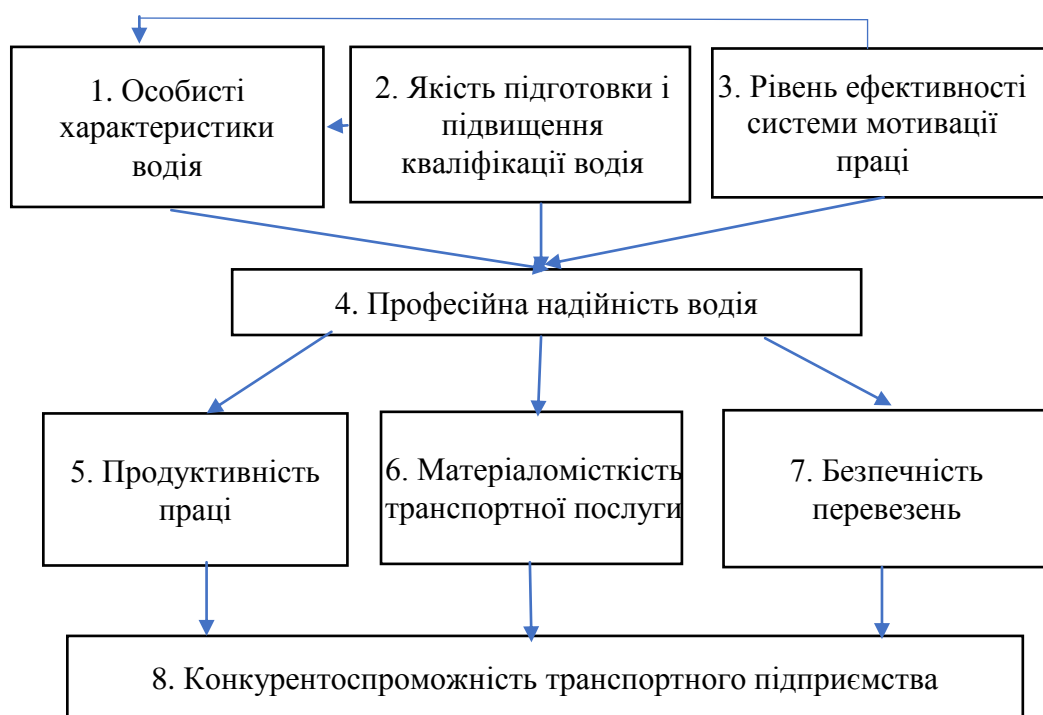 1. Особисті
характеристики
водія
2. Якість підготовки і
підвищення
кваліфікації водія
3. Рівень ефективності
системи мотивації
праці
4. Професійна надійність водія
5. Продуктивність
праці
6. Матеріаломісткість
транспортної послуги
7. Безпечність
перевезень
8. Конкурентоспроможність транспортного підприємства